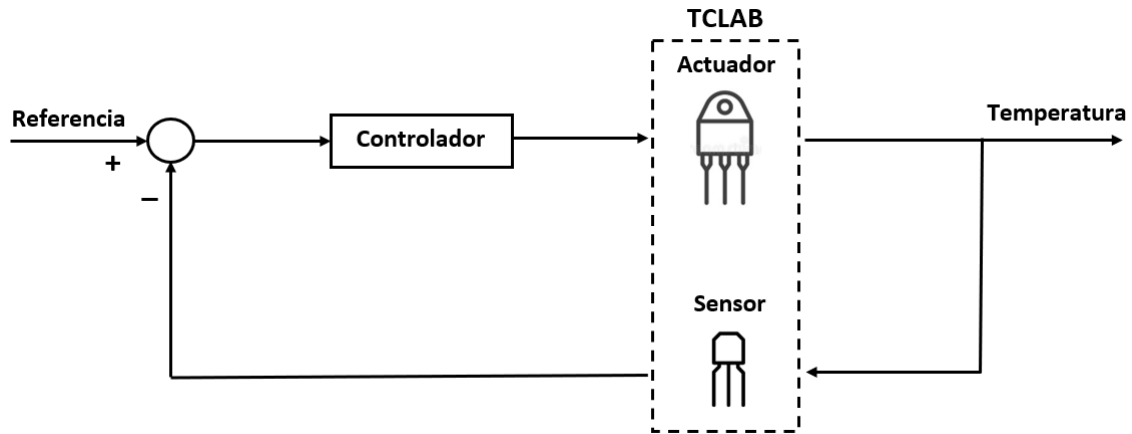 TCLAB
Actuador
Referencia
Controlador
Temperatura
+
−
Sensor